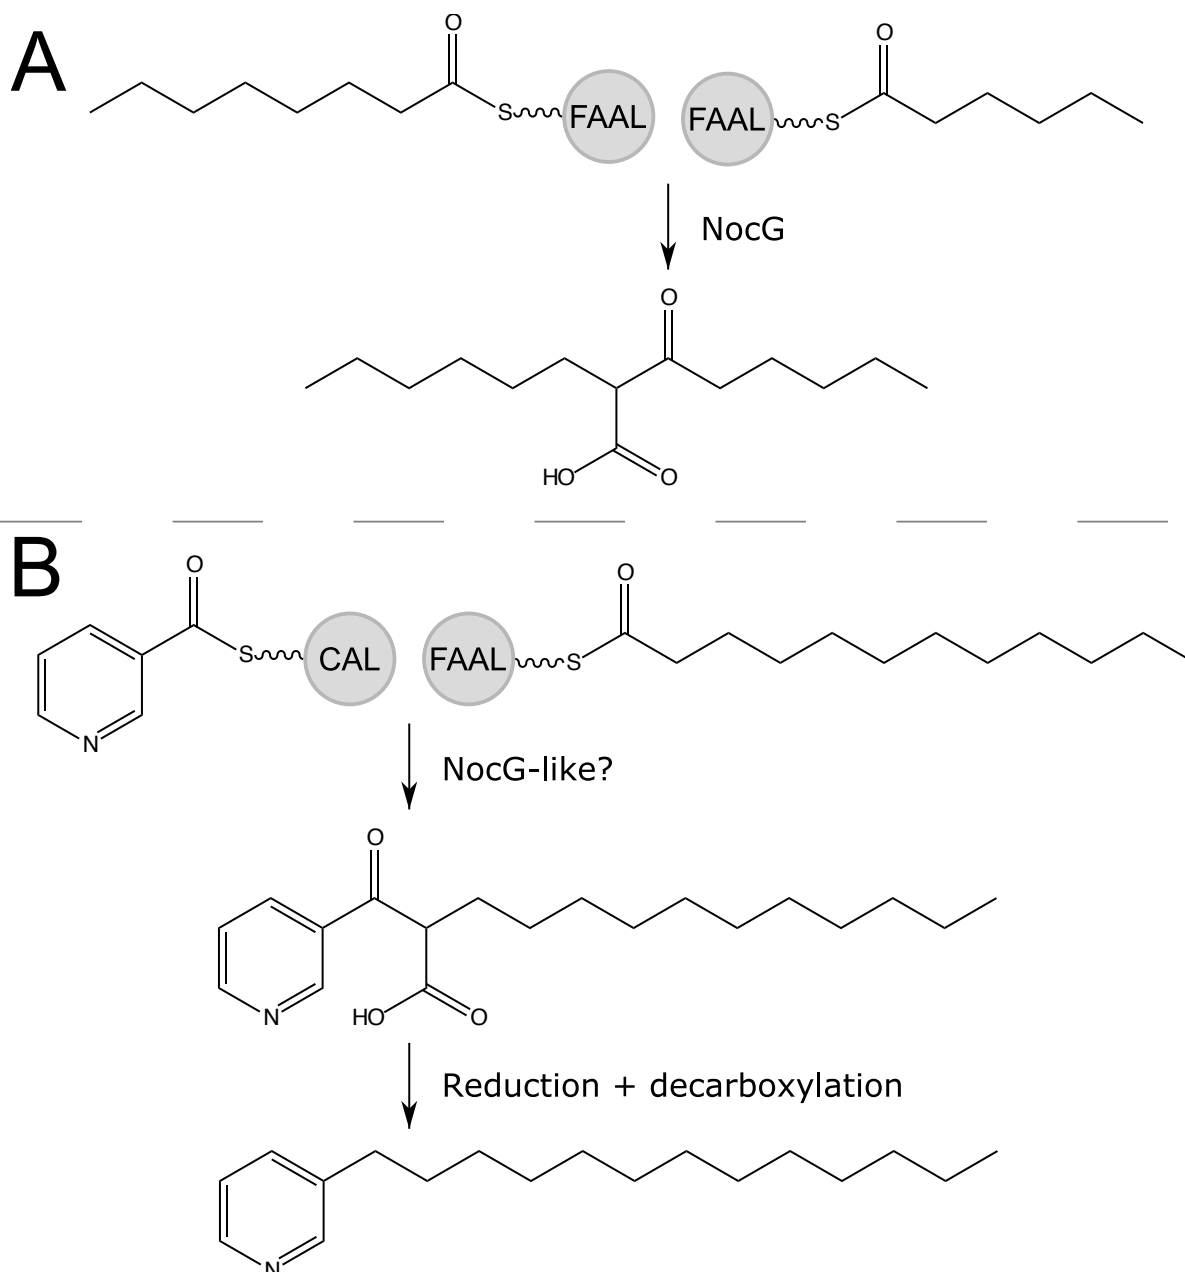 A
O
O
S
FAAL
FAAL
S
NocG
O
HO
O
B
O
O
S
CAL
FAAL
S
N
NocG-like?
O
N
HO
O
Reduction + decarboxylation
N